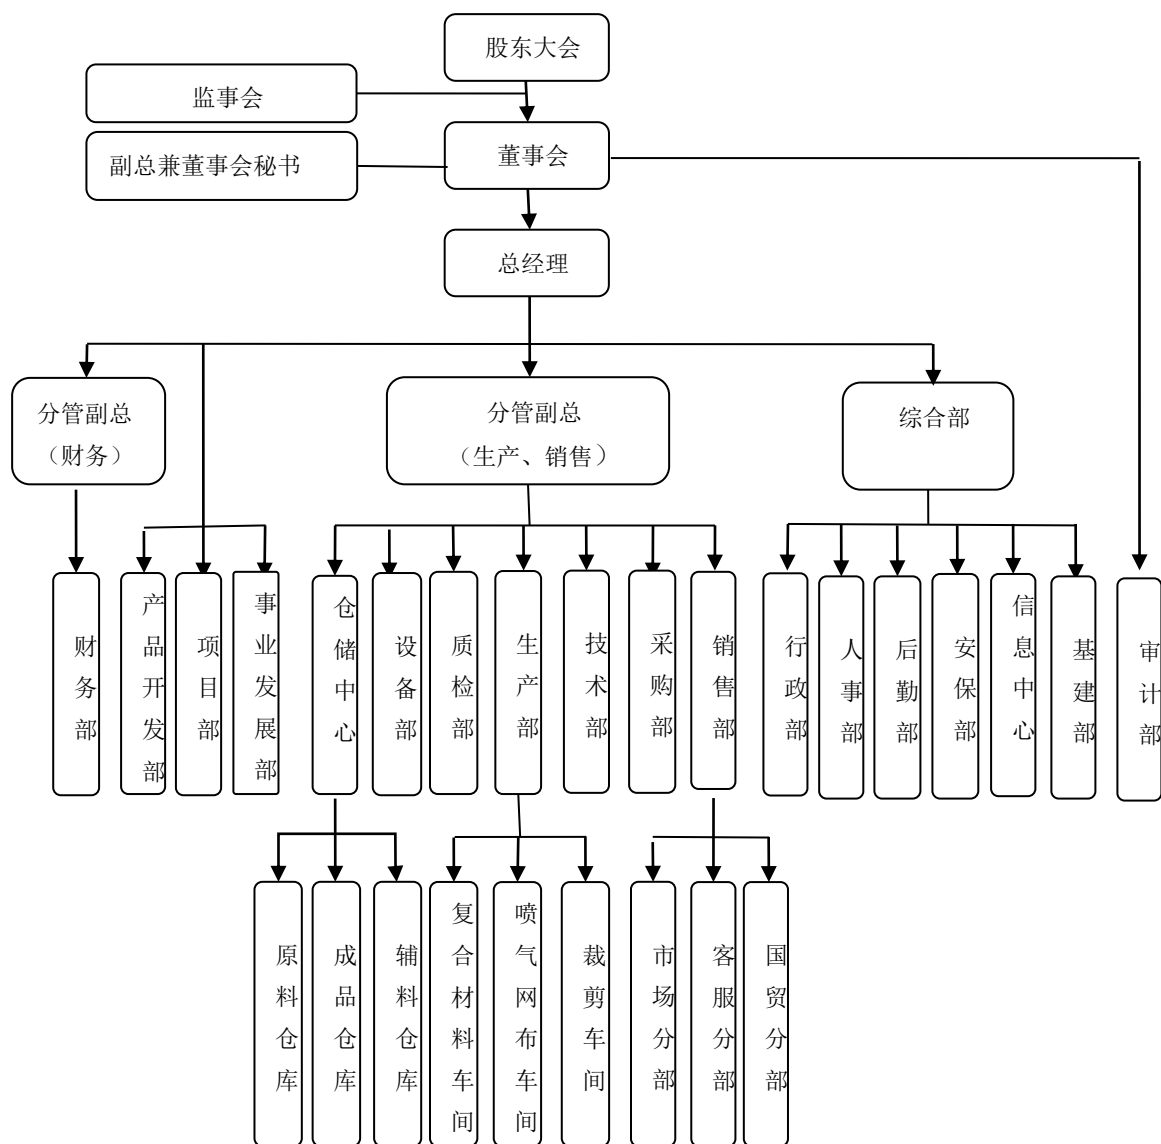 股东大会
监事会
董事会
副总兼董事会秘书
总经理
分管副总
（财务）
分管副总
（生产、销售）
综合部
财务部
产品开发部
项目部
事业发展部
仓储中心
设备部
质检部
生产部
技术部
采购部
销售部
行政部
人事部
后勤部
安保部
信息中心
基建部
审计部
原料仓库
成品仓库
辅料仓库
复合材料车间
喷气网布车间
裁剪车间
市场分部
客服分部
国贸分部